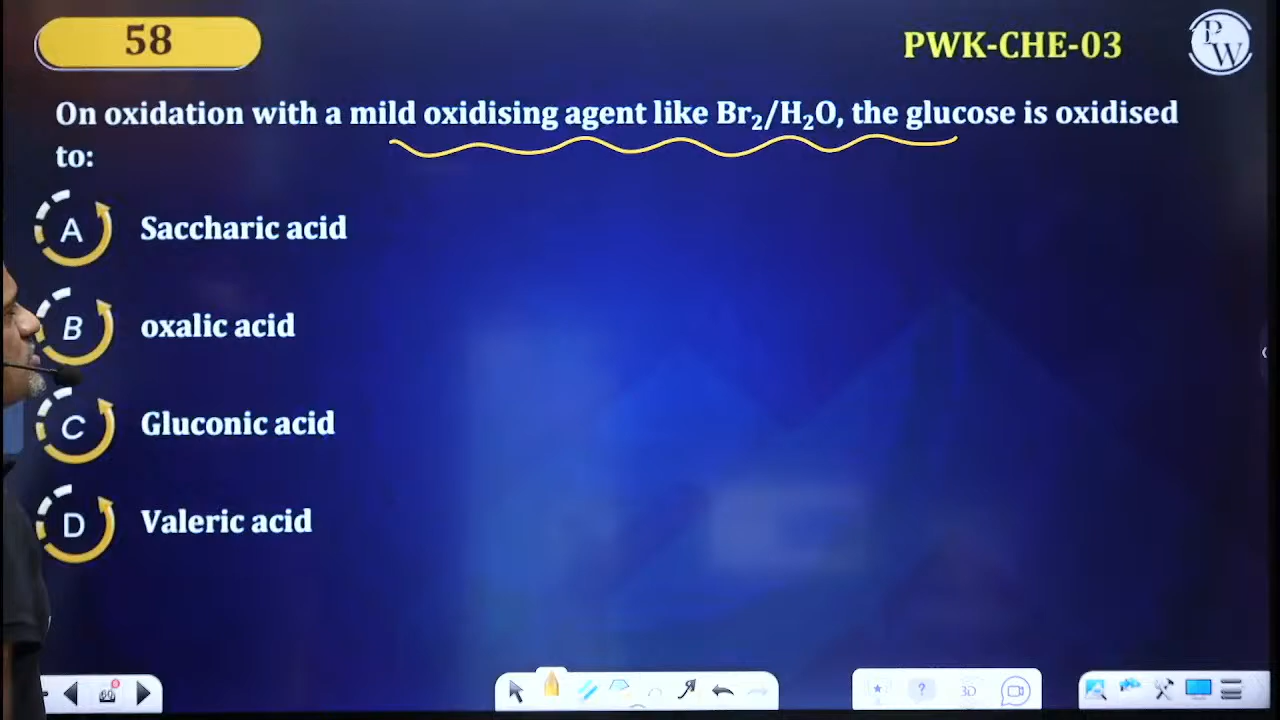 58
PWK-CHE-03
P
W
On oxidation with a mild oxidising agent like Br₂/H₂O, the glucose is oxidised
to:
A Saccharic acid
B oxalic acid
C Gluconic acid
D Valeric acid
3D